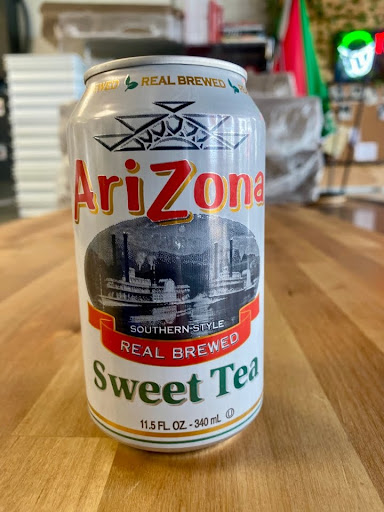 REAL BREWED
AriZona
SOUTHERN-STYLE
REAL BREWED
Sweet Tea
11.5 FL. OZ. - 340 mL